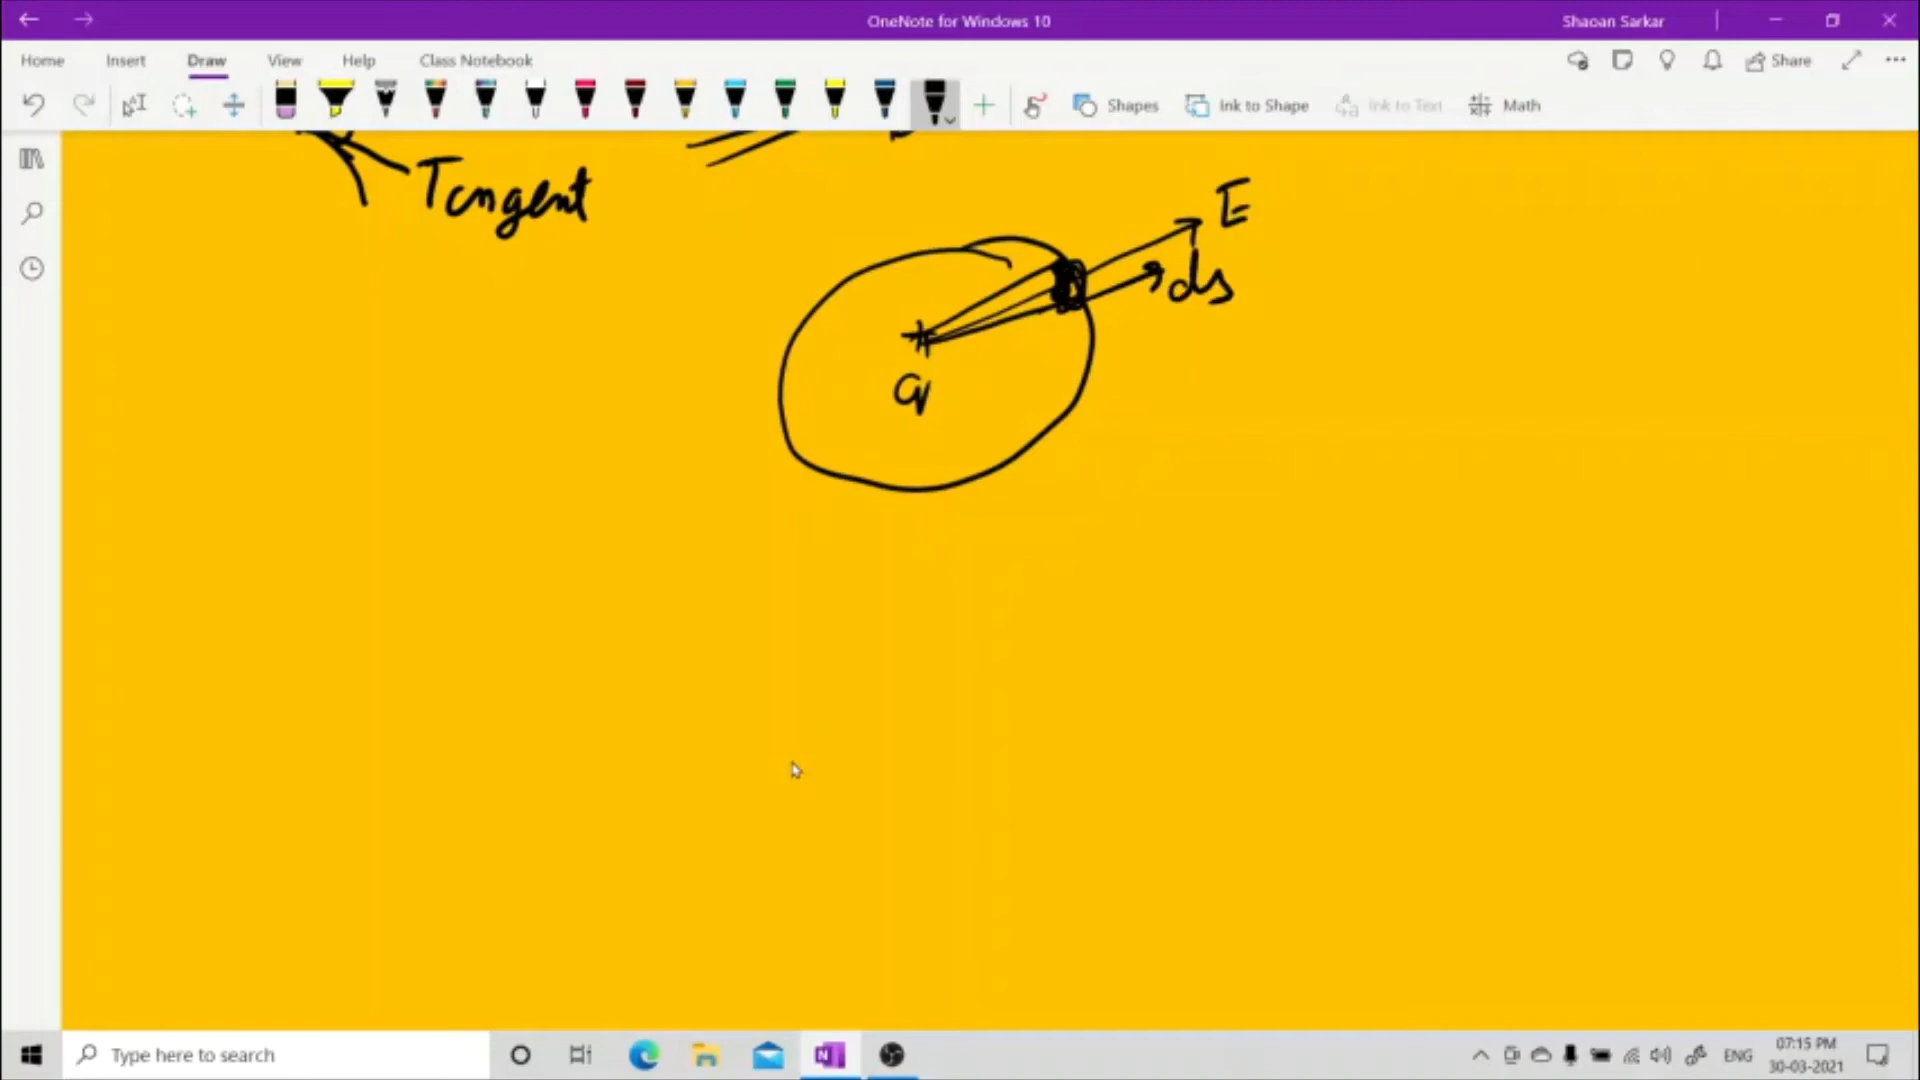 OneNote for Windows 10
Shaoan Sarkar
Home Insert Draw View Help Class Notebook
Share
Shapes Ink to Shape Ink to Text Math
Tangent
E
ds
q
Type here to search
ENG
07:15 PM
30-03-2021